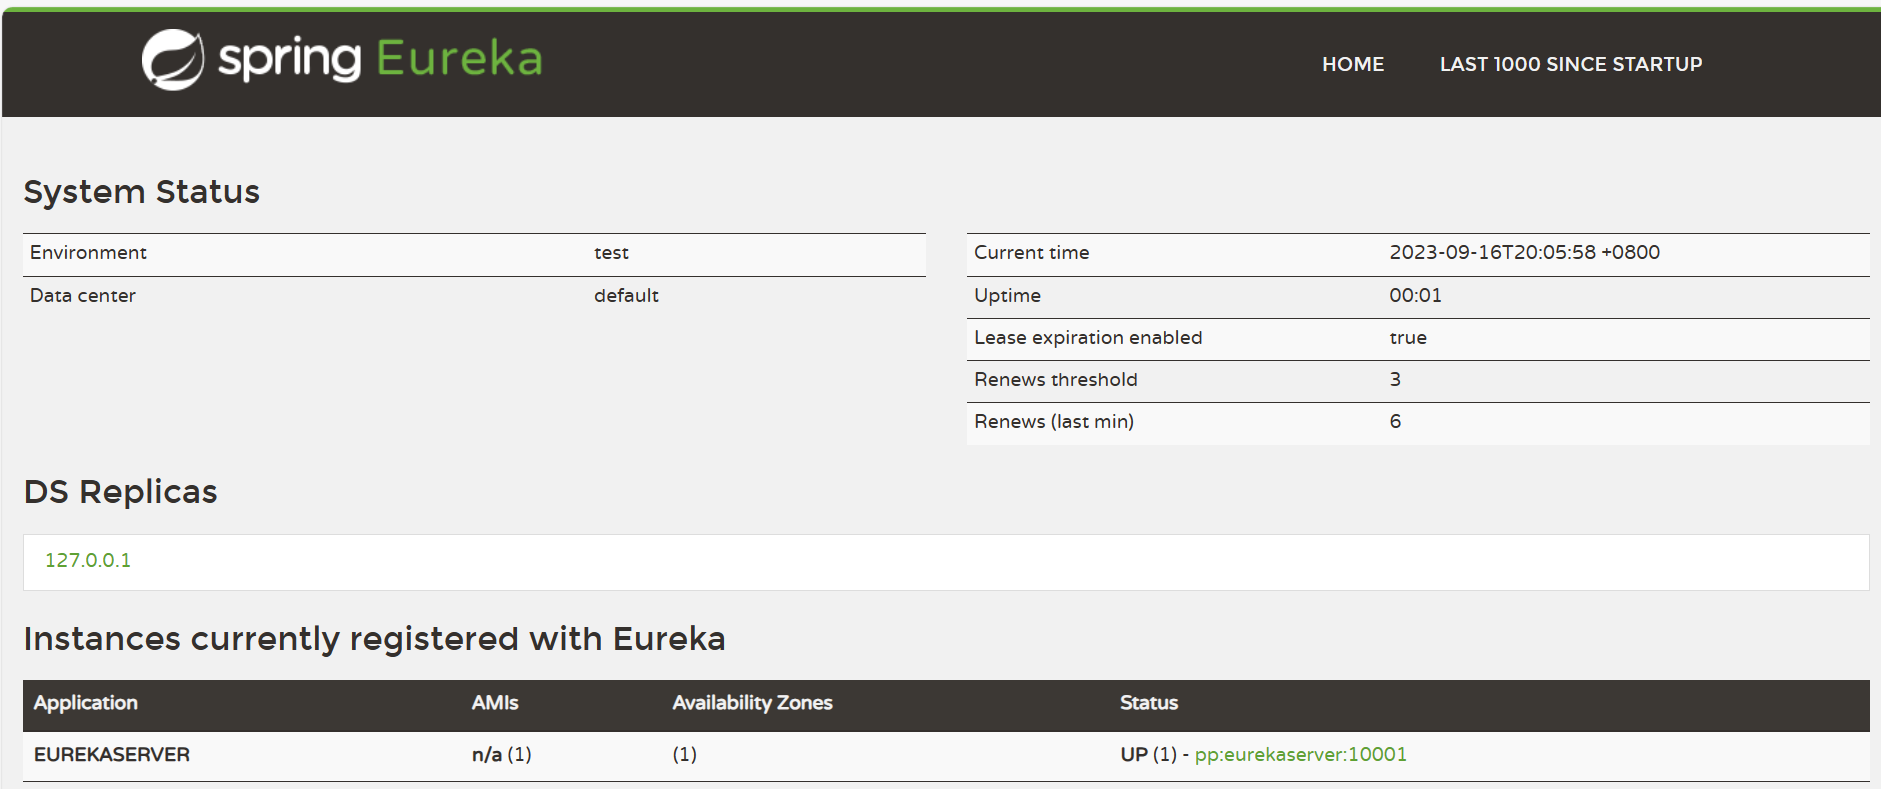 spring Eureka
HOME LAST 1000 SINCE STARTUP
System Status
Environment test
Data center default
Current time 2023-09-16T20:05:58 +0800
Uptime 00:01
Lease expiration enabled true
Renews threshold 3
Renews (last min) 6
DS Replicas
127.0.0.1
Instances currently registered with Eureka
Application AMIs Availability Zones Status
EUREKASERVER n/a (1) (1) UP (1) - pp:eurekaserver:10001